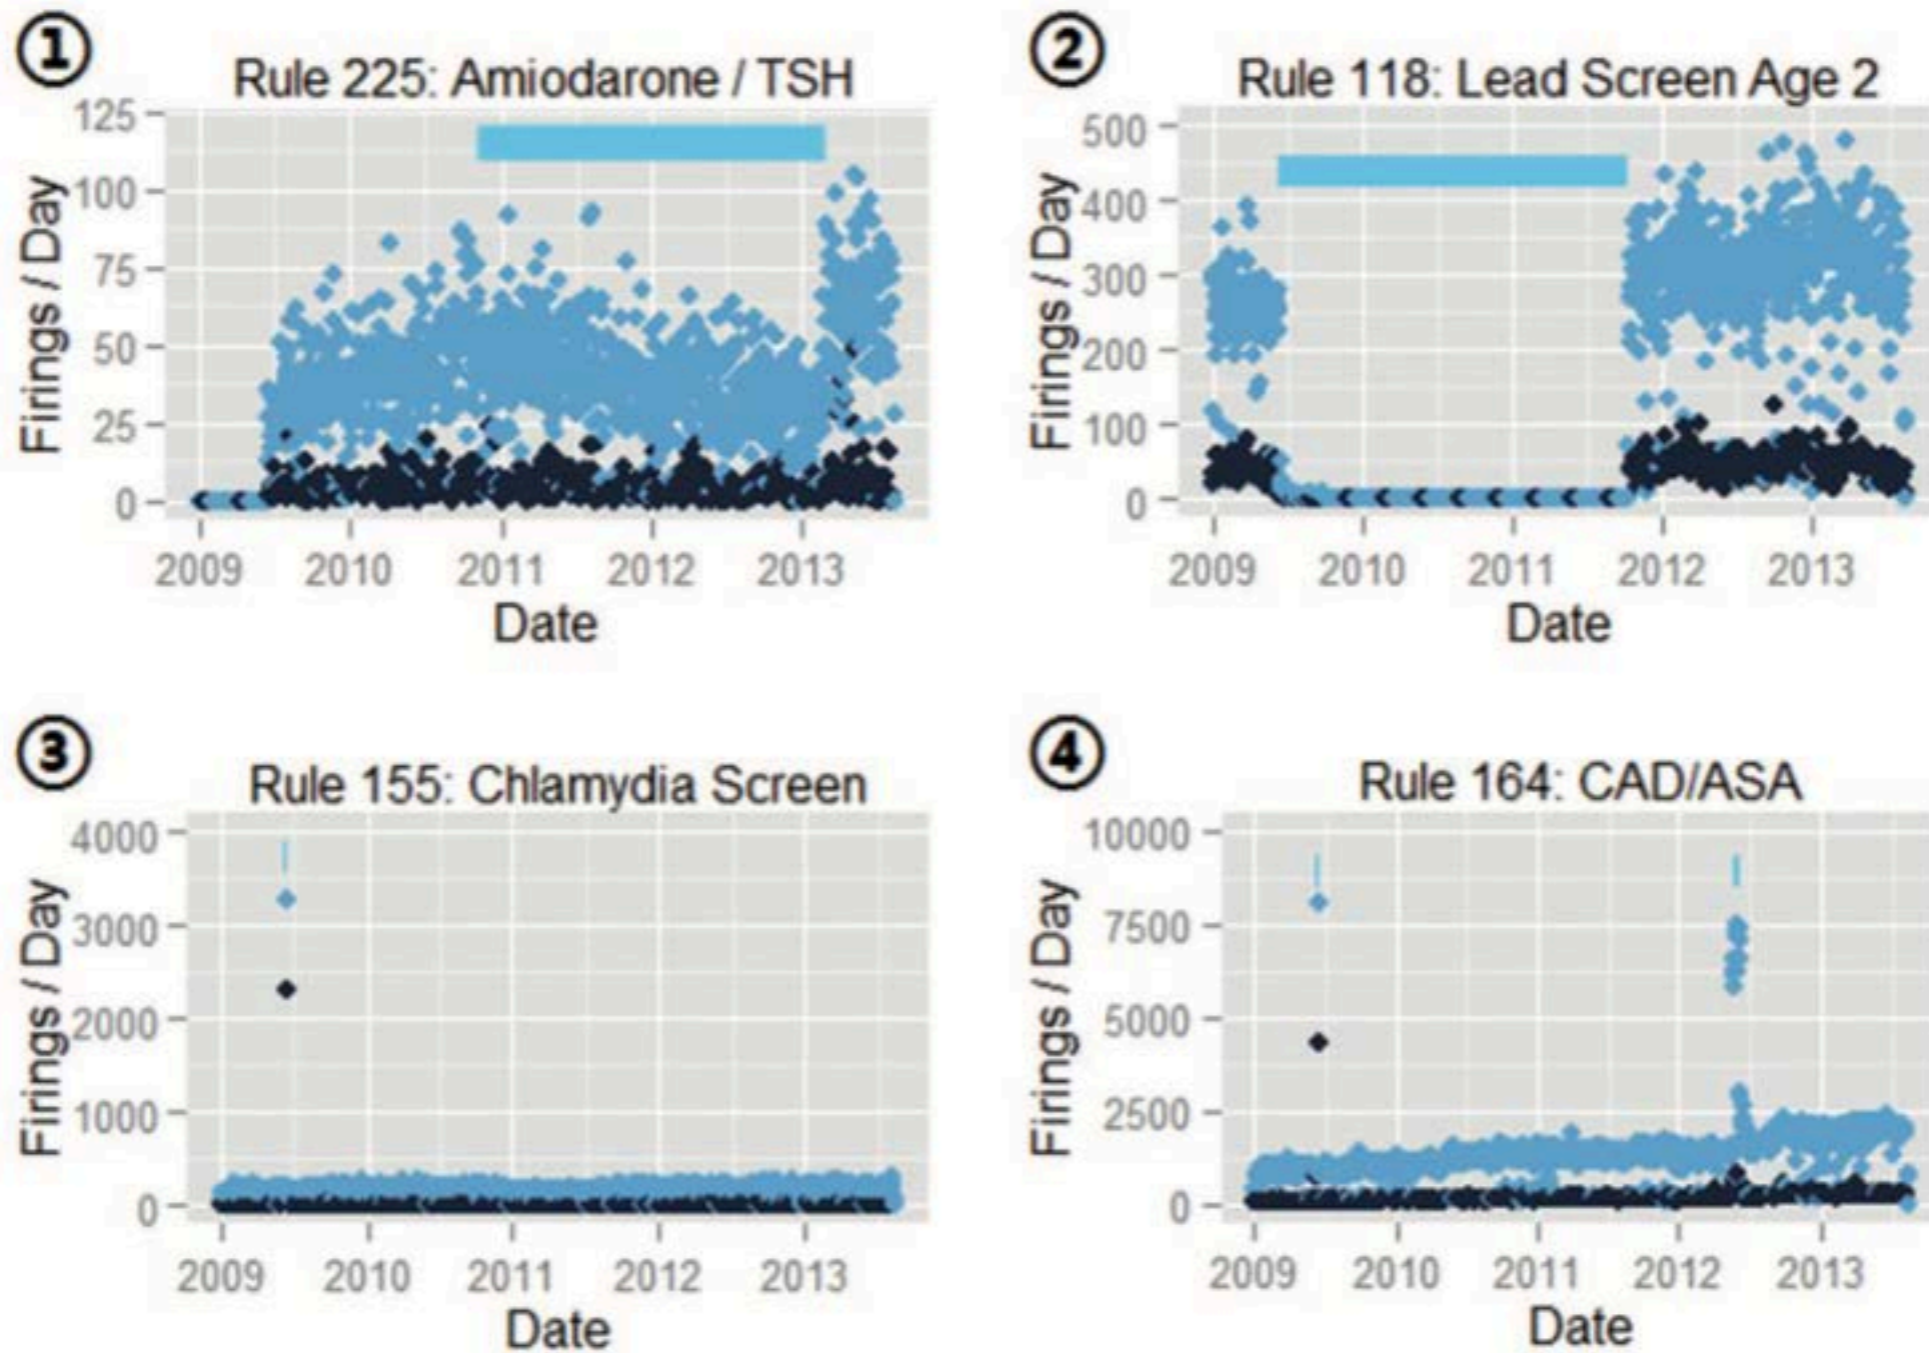 ①
Rule 225: Amiodarone / TSH
Firings / Day
125
100
75
50
25
0
2009 2010 2011 2012 2013
Date
②
Rule 118: Lead Screen Age 2
Firings / Day
500
400
300
200
100
0
2009 2010 2011 2012 2013
Date
③
Rule 155: Chlamydia Screen
Firings / Day
4000
3000
2000
1000
0
2009 2010 2011 2012 2013
Date
④
Rule 164: CAD/ASA
Firings / Day
10000
7500
5000
2500
0
2009 2010 2011 2012 2013
Date